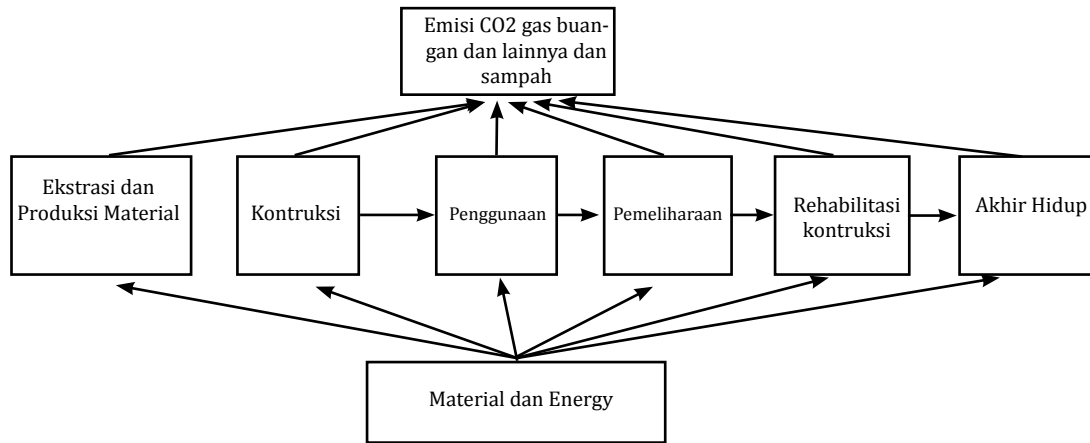 Emisi CO2 gas buan-
gan dan lainnya dan
sampah
Ekstrasi dan
Produksi Material
Kontruksi
Penggunaan
Pemeliharaan
Rehabilitasi
kontruksi
Akhir Hidup
Material dan Energy